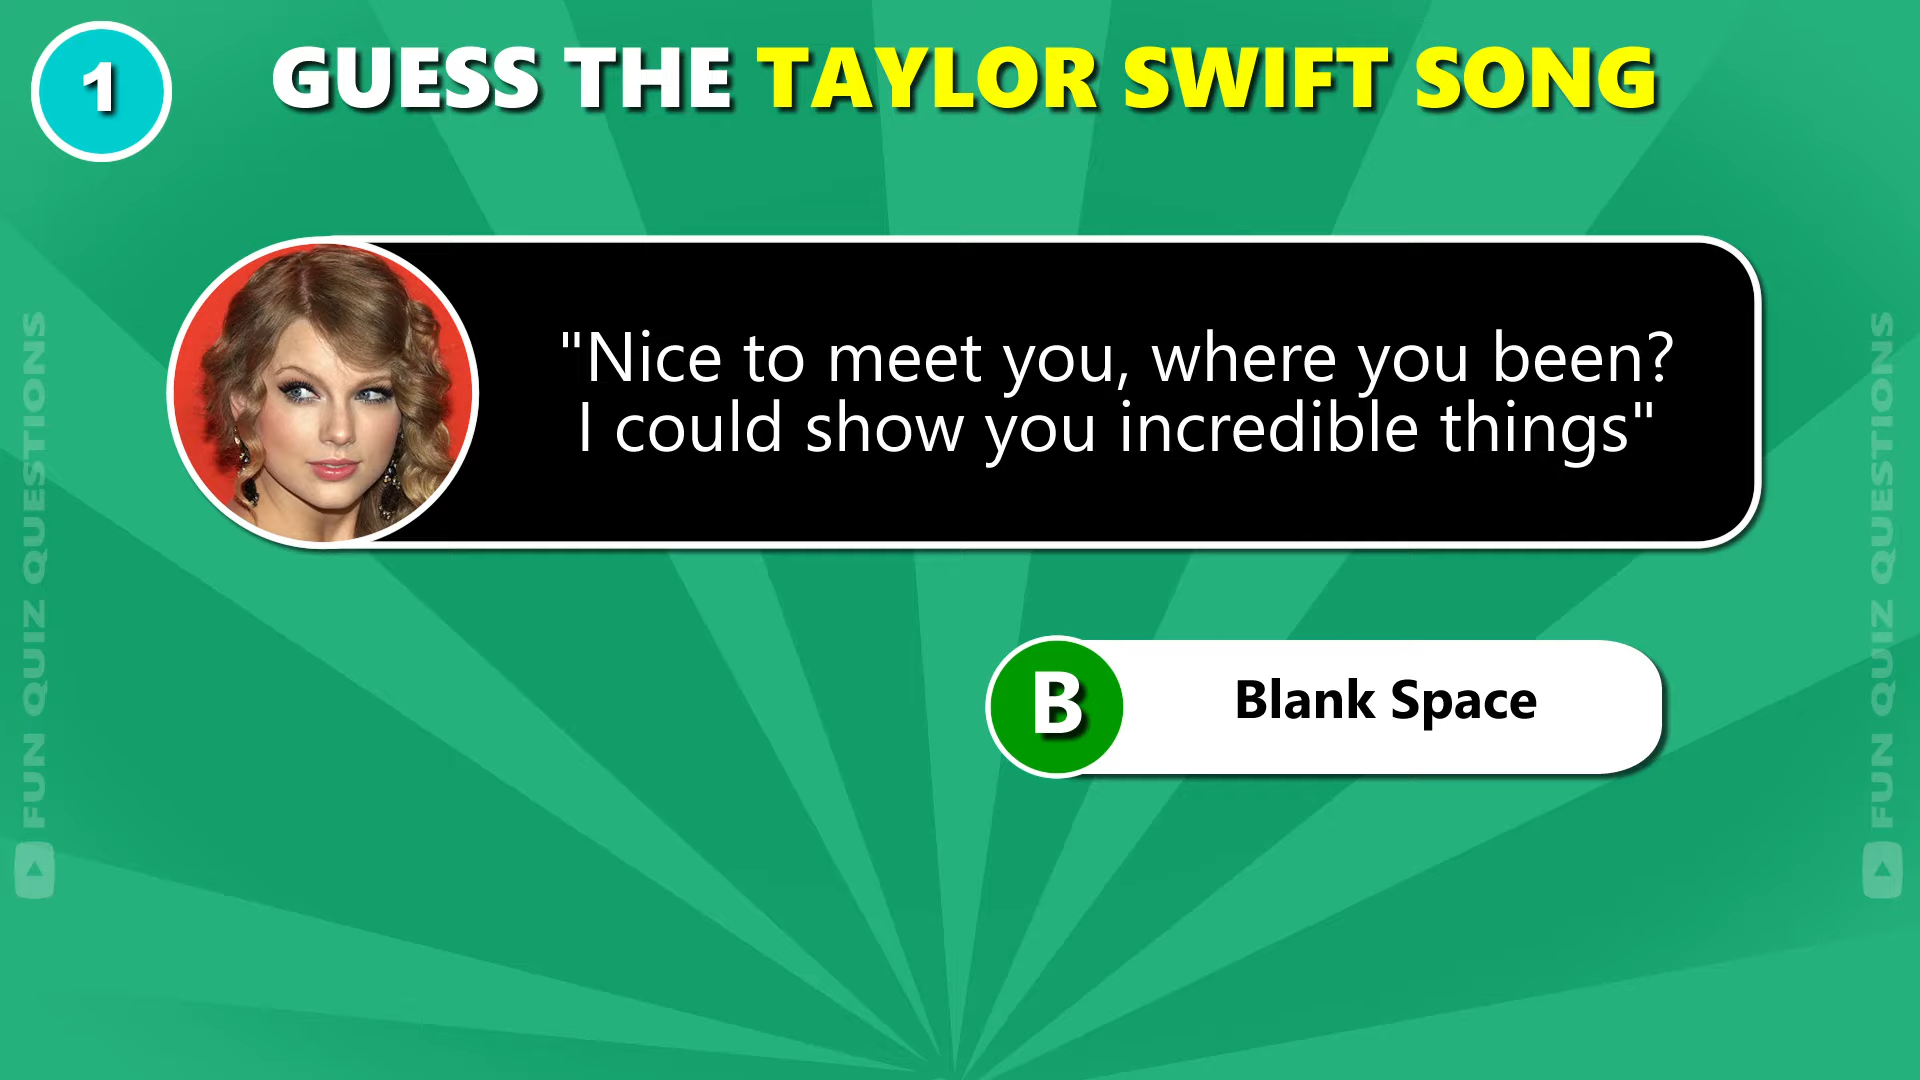 1
GUESS THE TAYLOR SWIFT SONG
"Nice to meet you, where you been?
I could show you incredible things"
B
Blank Space
FUN QUIZ QUESTIONS
FUN QUIZ QUESTIONS